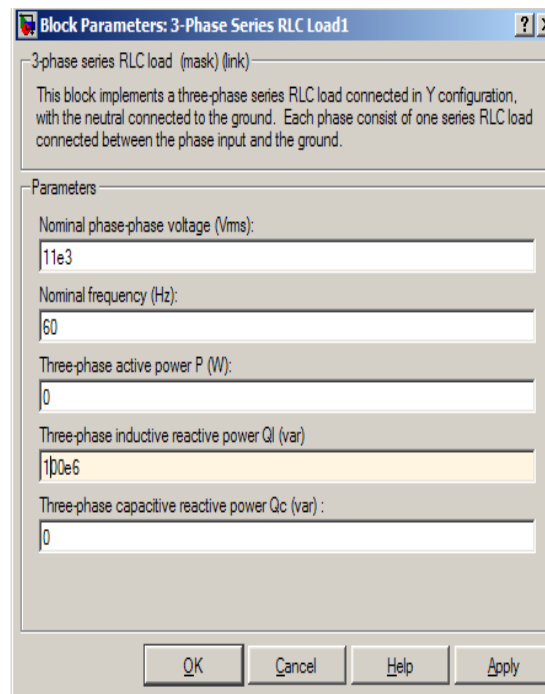 Block Parameters: 3-Phase Series RLC Load1
3-phase series RLC load (mask) (link)
This block implements a three-phase series RLC load connected in Y configuration,
with the neutral connected to the ground. Each phase consist of one series RLC load
connected between the phase input and the ground.
Parameters
Nominal phase-phase voltage (Vrms):
11e3
Nominal frequency (Hz):
60
Three-phase active power P (W):
0
Three-phase inductive reactive power Ql (var)
100e6
Three-phase capacitive reactive power Qc (var) :
0
OK Cancel Help Apply